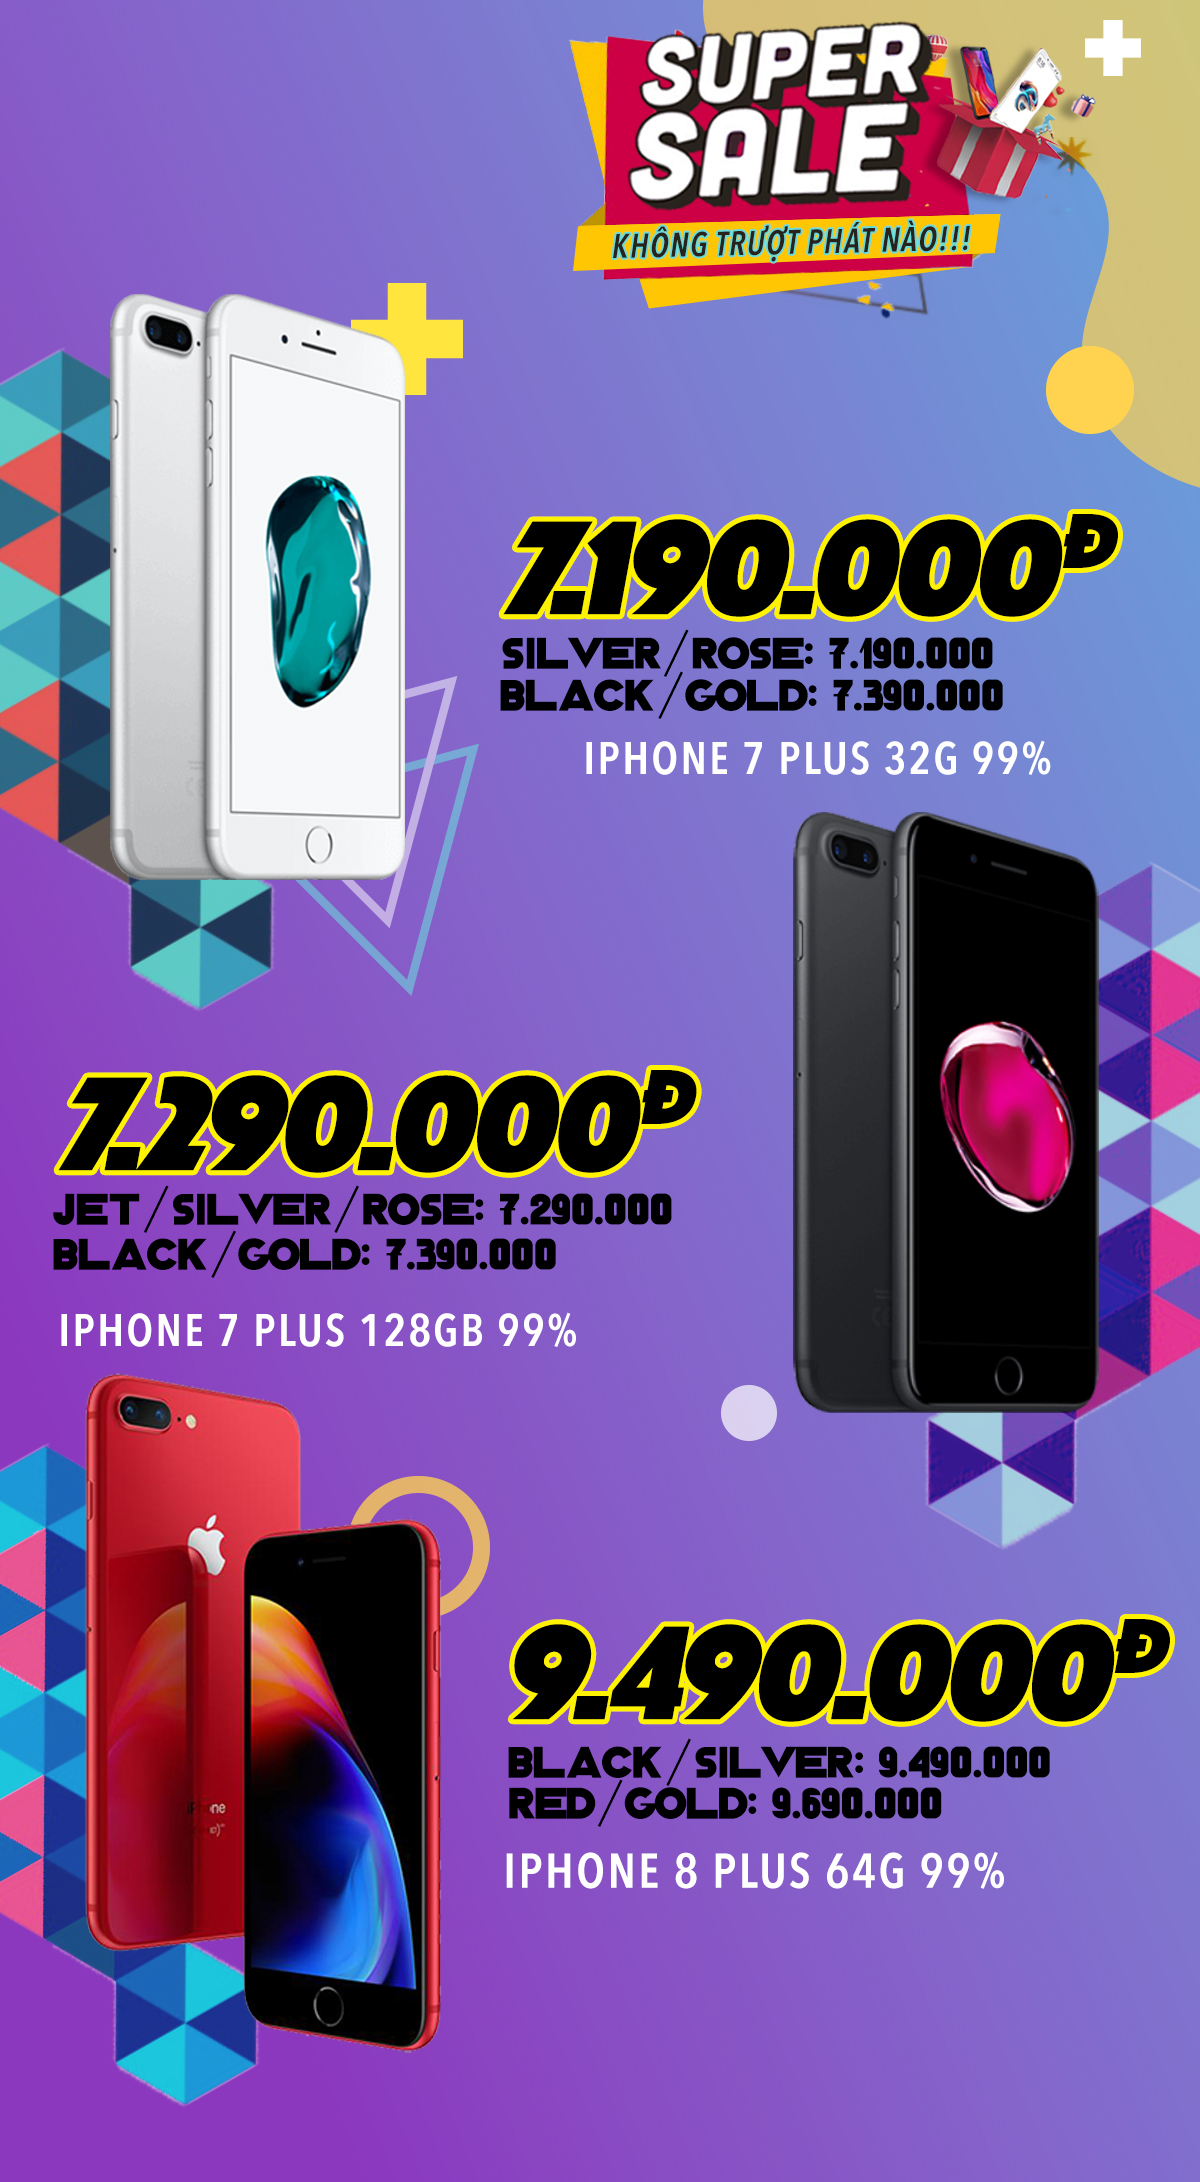 SUPER
SALE
KHÔNG TRƯỢT PHÁT NÀO!!!
7.190.000Đ
SILVER/ROSE: 7.190.000
BLACK/GOLD: 7.390.000
IPHONE 7 PLUS 32G 99%
7.290.000Đ
JET/SILVER/ROSE: 7.290.000
BLACK/GOLD: 7.390.000
IPHONE 7 PLUS 128GB 99%
9.490.000Đ
BLACK/SILVER: 9.490.000
RED/GOLD: 9.690.000
IPHONE 8 PLUS 64G 99%